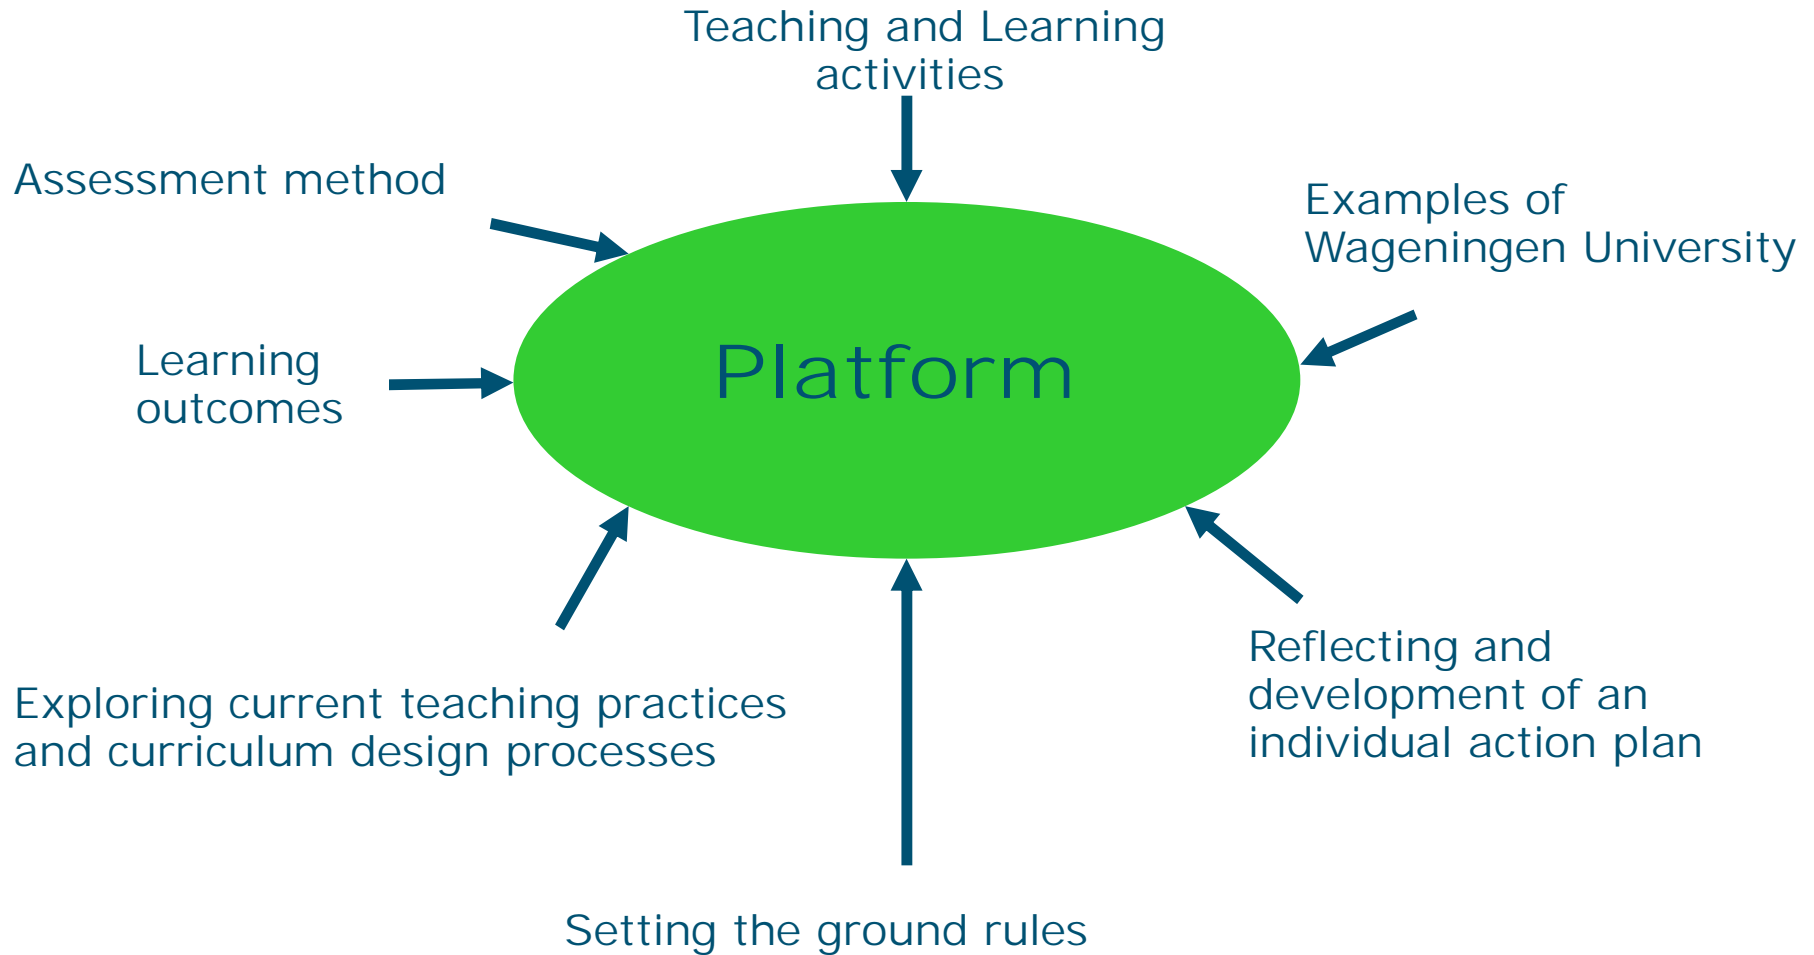 Teaching and Learning
activities
Assessment method
Examples of
Wageningen University
Learning
outcomes
Platform
Reflecting and
development of an
individual action plan
Exploring current teaching practices
and curriculum design processes
Setting the ground rules